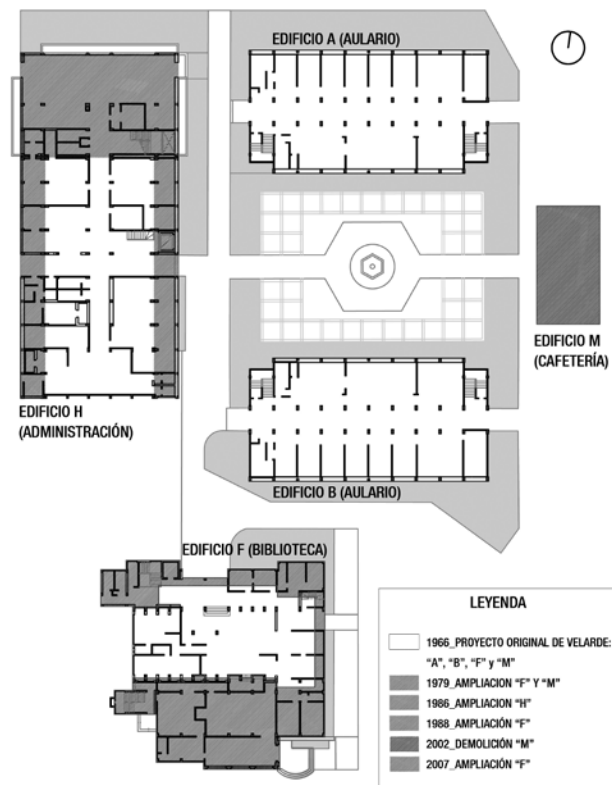 EDIFICIO A (AULARIO)
EDIFICIO M
(CAFETERÍA)
EDIFICIO H
(ADMINISTRACIÓN)
EDIFICIO B (AULARIO)
EDIFICIO F (BIBLIOTECA)
LEYENDA
1966_PROYECTO ORIGINAL DE VELARDE:
“A”, “B”, “F” y “M”
1979_AMPLIACION “F” Y “M”
1986_AMPLIACION “H”
1988_AMPLIACIÓN “F”
2002_DEMOLICIÓN “M”
2007_AMPLIACIÓN “F”